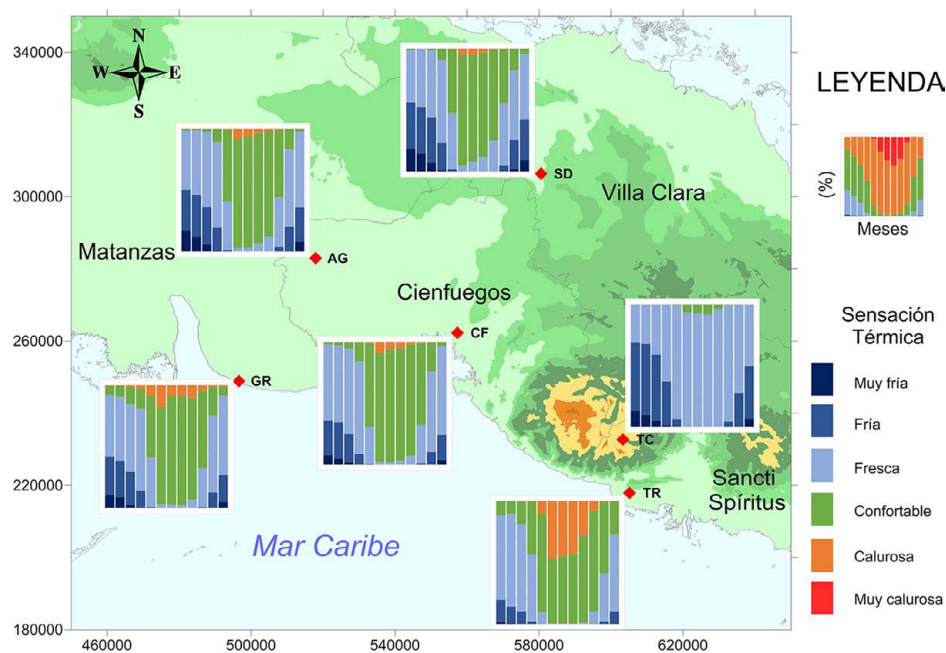 340000
300000
260000
220000
180000
460000
500000
540000
580000
620000
N
W
E
S
SD
AG
CF
GR
TC
TR
Villa Clara
Matanzas
Cienfuegos
Sancti
Spíritus
Mar Caribe
LEYENDA
(%)
Meses
Sensación
Térmica
Muy fría
Fría
Fresca
Confortable
Calurosa
Muy calurosa